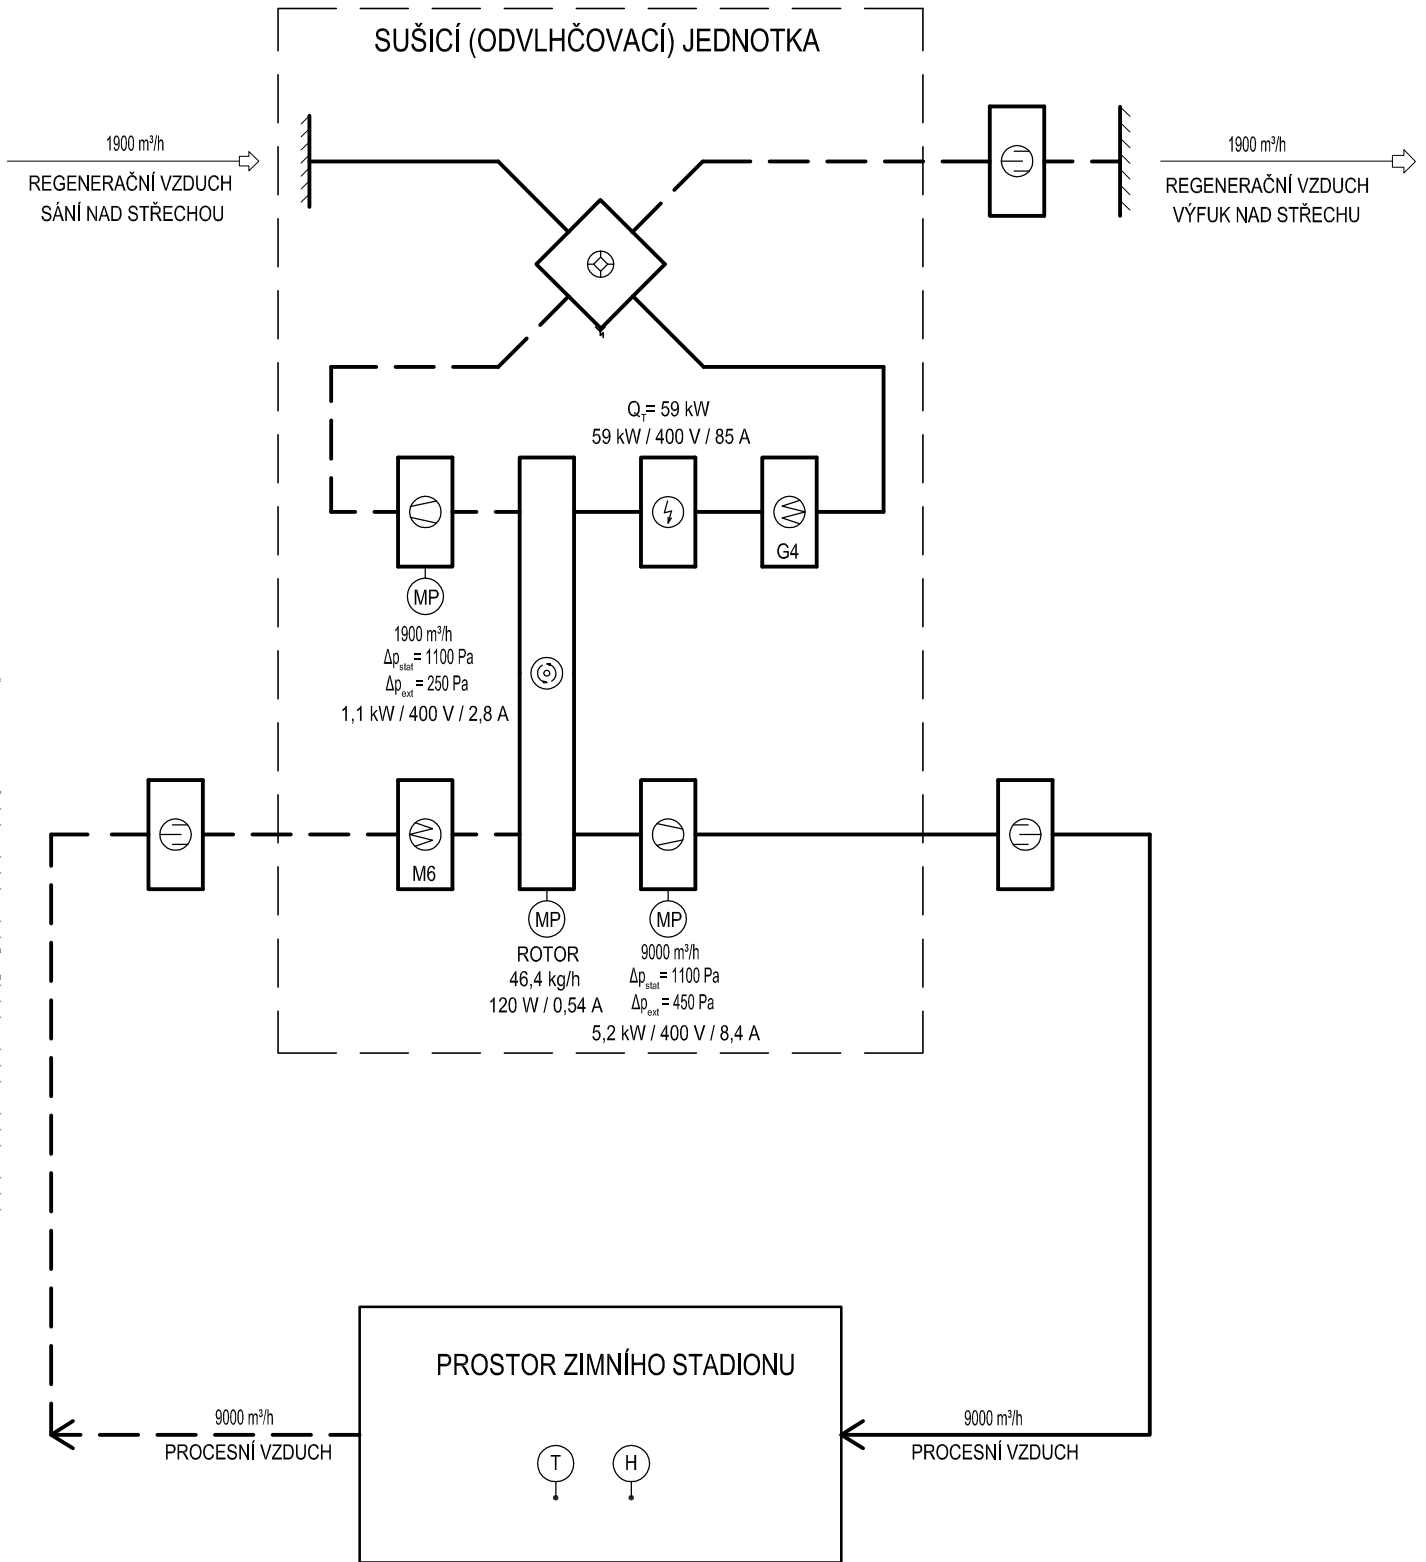 SUŠICÍ (ODVLHČOVACÍ) JEDNOTKA
1900 m³/h
REGENERAČNÍ VZDUCH
SÁNÍ NAD STŘECHOU
1900 m³/h
REGENERAČNÍ VZDUCH
VÝFUK NAD STŘECHU
Q_T= 59 kW
59 kW / 400 V / 85 A
G4
MP
1900 m³/h
Δp_stat= 1100 Pa
Δp_ext= 250 Pa
1,1 kW / 400 V / 2,8 A
M6
MP
ROTOR
46,4 kg/h
120 W / 0,54 A
MP
9000 m³/h
Δp_stat= 1100 Pa
Δp_ext= 450 Pa
5,2 kW / 400 V / 8,4 A
PROSTOR ZIMNÍHO STADIONU
9000 m³/h
PROCESNÍ VZDUCH
T
H
9000 m³/h
PROCESNÍ VZDUCH